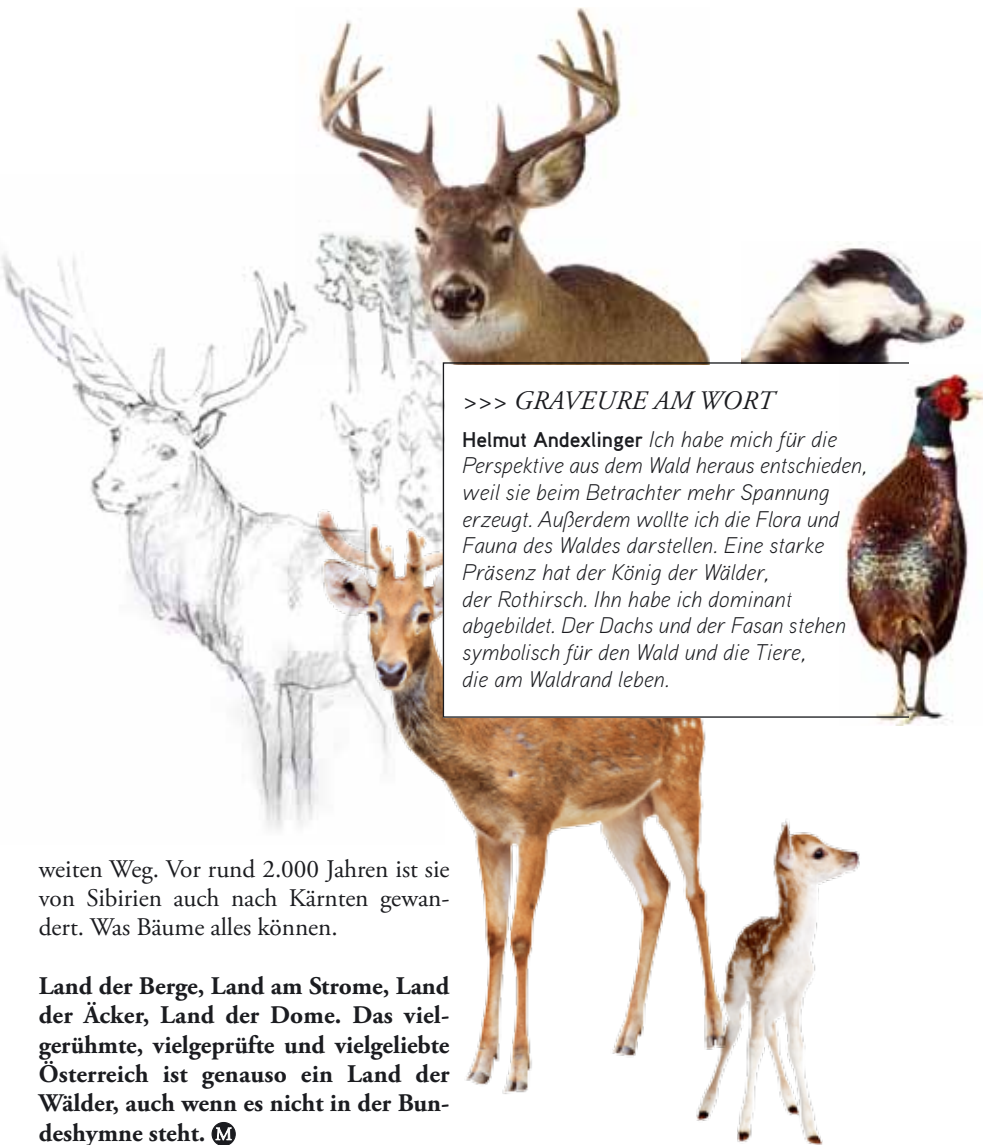 >>> GRAVEURE AM WORT
Helmut Andexlinger Ich habe mich für die
Perspektive aus dem Wald heraus entschieden,
weil sie beim Betrachter mehr Spannung
erzeugt. Außerdem wollte ich die Flora und
Fauna des Waldes darstellen. Eine starke
Präsenz hat der König der Wälder,
der Rothirsch. Ihn habe ich dominant
abgebildet. Der Dachs und der Fasan stehen
symbolisch für den Wald und die Tiere,
die am Waldrand leben.
weiten Weg. Vor rund 2.000 Jahren ist sie
von Sibirien auch nach Kärnten gewan-
dert. Was Bäume alles können.
Land der Berge, Land am Strome, Land
der Äcker, Land der Dome. Das viel-
gerühmte, vielgeprüfte und vielgeliebte
Österreich ist genauso ein Land der
Wälder, auch wenn es nicht in der Bun-
deshymne steht. M